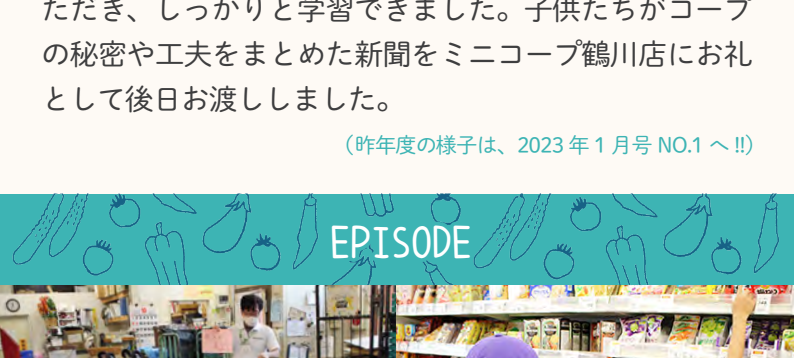 ただき、しっかりと学習できました。子供たちがコープ
の秘密や工夫をまとめた新聞をミニコープ鶴川店にお礼
として後日お渡ししました。
（昨年度の様子は、2023 年 1 月号 NO.1 へ !!）
EPISODE